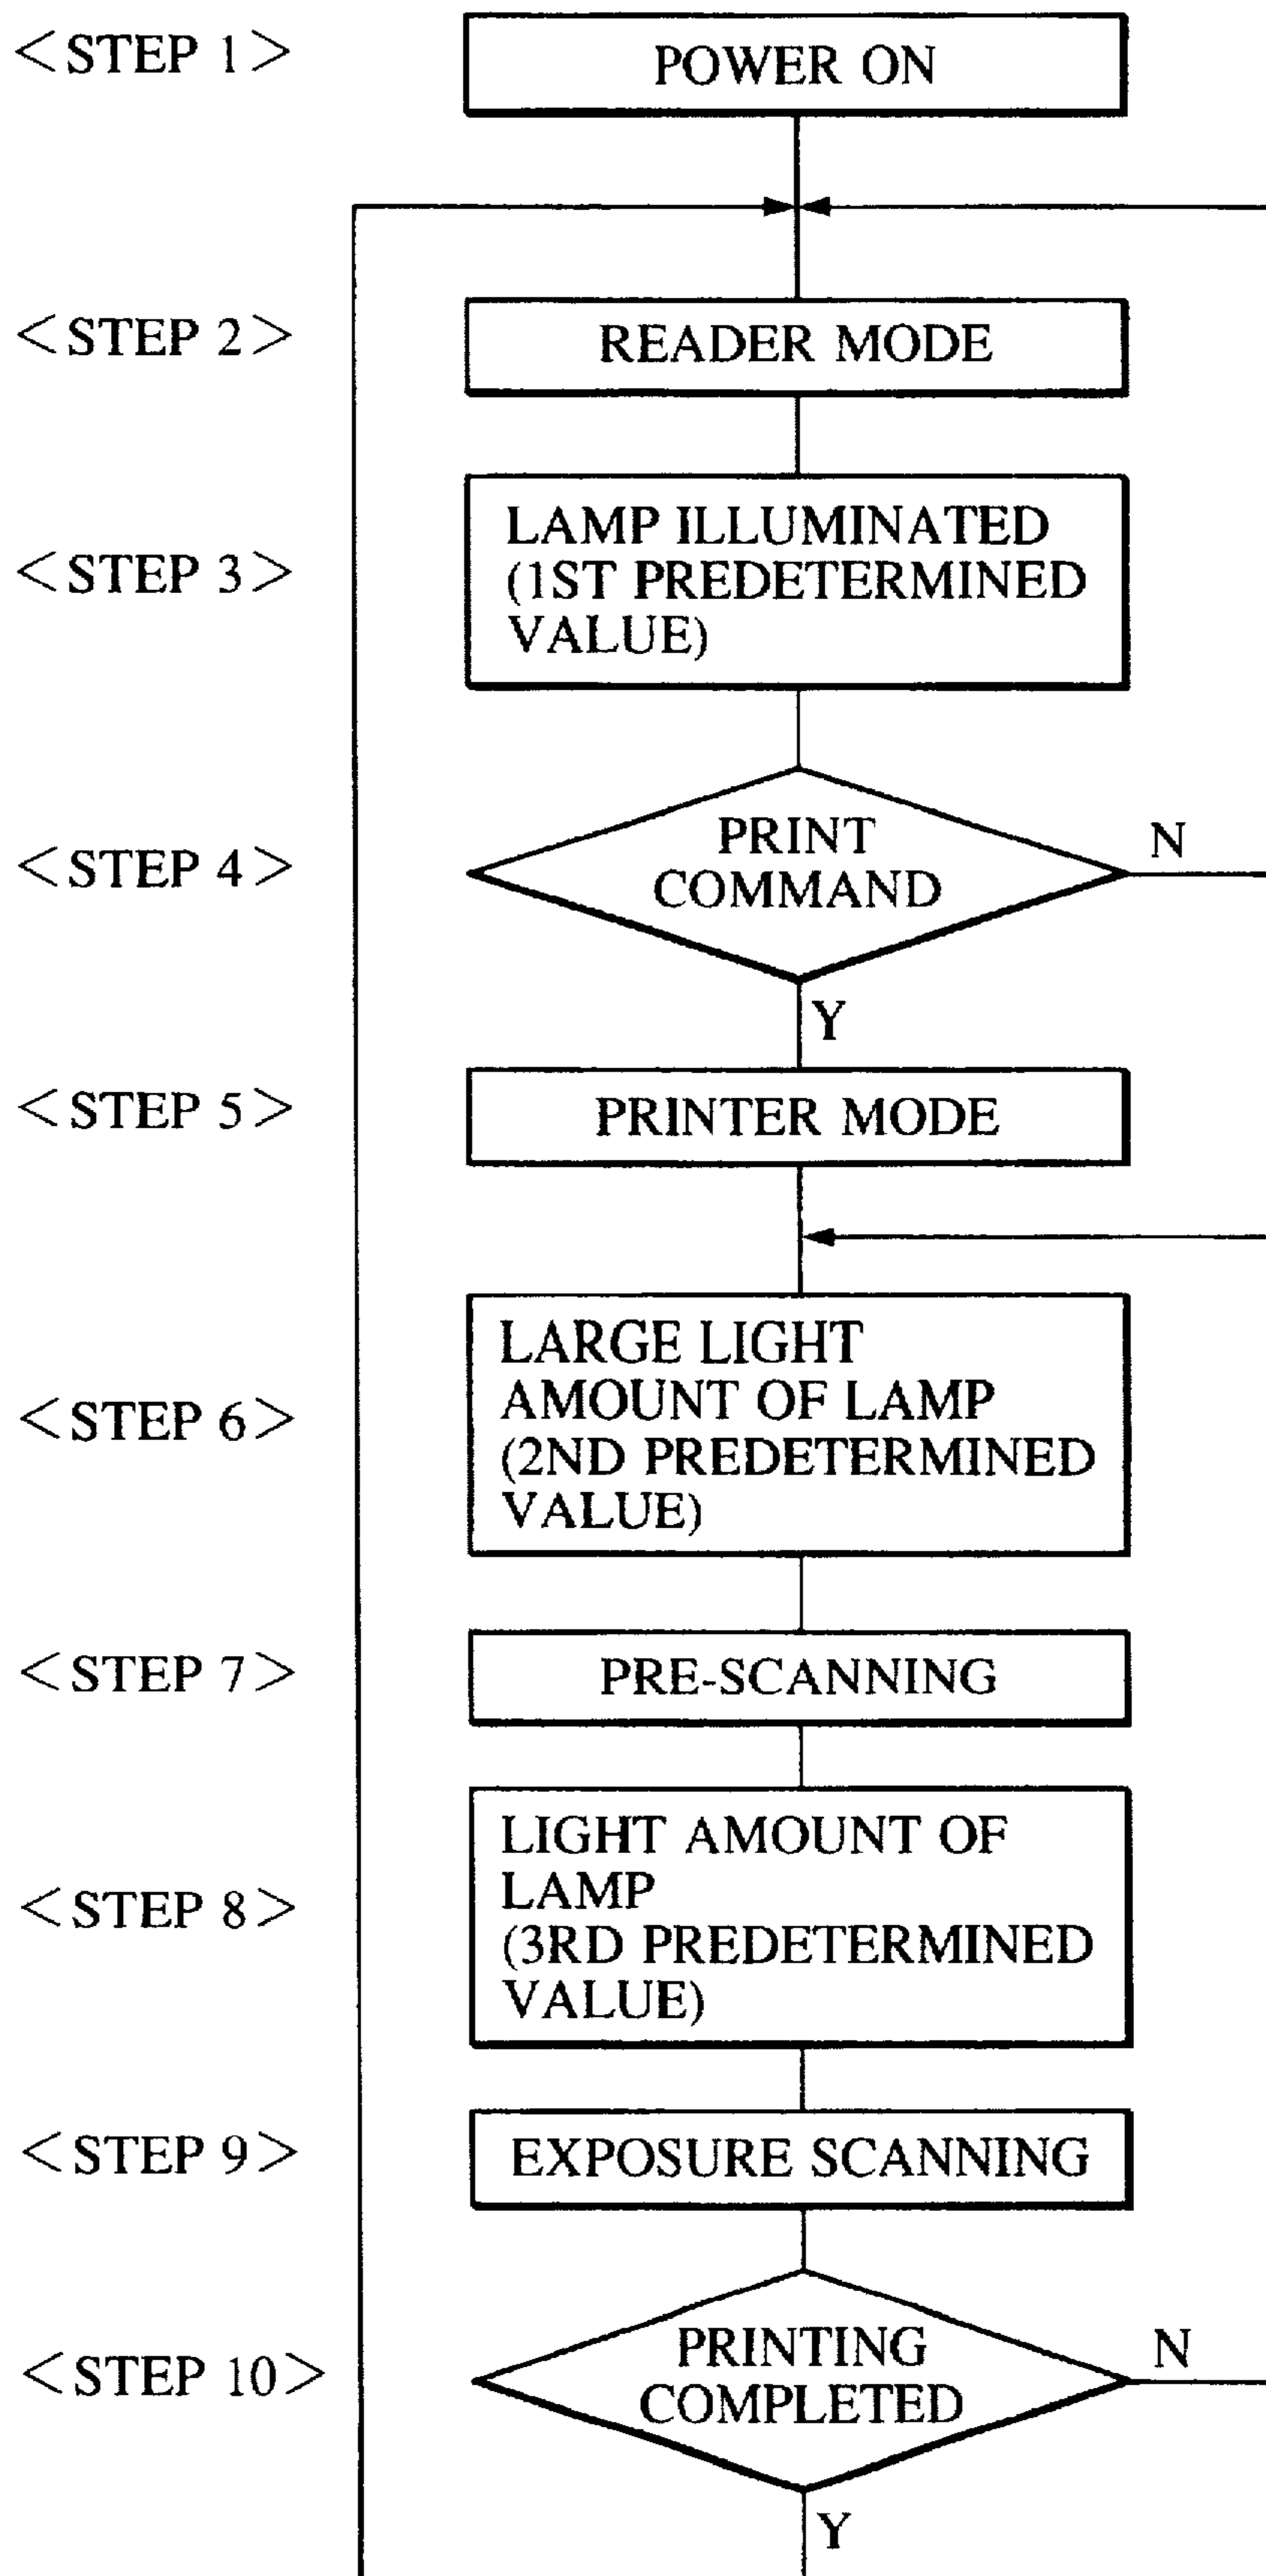 <STEP 1>
POWER ON
<STEP 2>
READER MODE
<STEP 3>
LAMP ILLUMINATED
(1ST PREDETERMINED
VALUE)
<STEP 4>
PRINT
COMMAND
N
Y
<STEP 5>
PRINTER MODE
<STEP 6>
LARGE LIGHT
AMOUNT OF LAMP
(2ND PREDETERMINED
VALUE)
<STEP 7>
PRE-SCANNING
<STEP 8>
LIGHT AMOUNT OF
LAMP
(3RD PREDETERMINED
VALUE)
<STEP 9>
EXPOSURE SCANNING
<STEP 10>
PRINTING
COMPLETED
N
Y